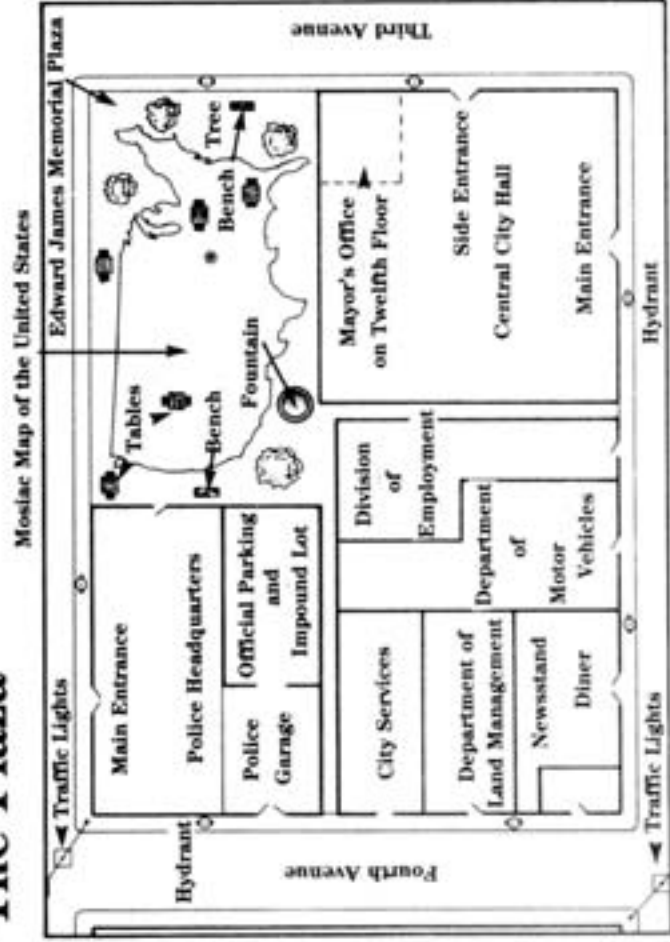 The Plaza
Mosiac Map of the United States
Edward James Memorial Plaza
Traffic Lights
Third Avenue
Tree
Bench
Tables
Bench
Fountain
Main Entrance
Police Headquarters
Official Parking
and
Impound Lot
Police
Garage
Hydrant
Fourth Avenue
Mayor's Office
on Twelfth Floor
Side Entrance
Central City Hall
Main Entrance
Division
of
Employment
Department
of
Motor
Vehicles
City Services
Department of
Land Management
Newsstand
Diner
Hydrant
Traffic Lights